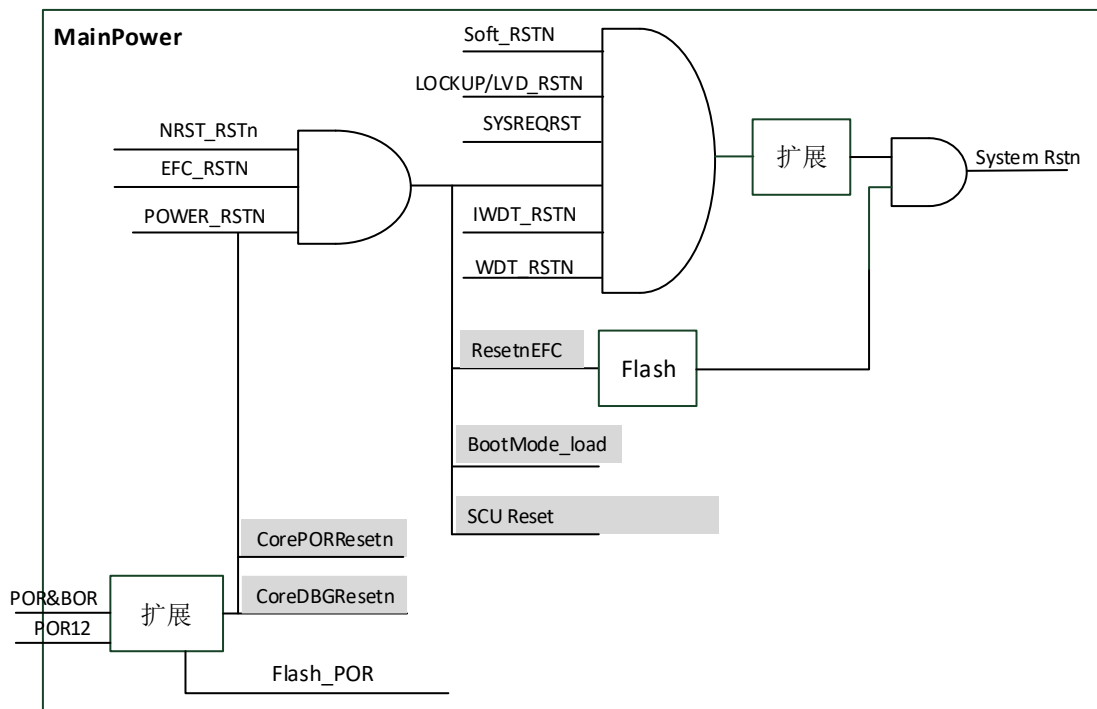 MainPower
Soft_RSTN
LOCKUP/LVD_RSTN
SYSREQRST
NRST_RSTn
EFC_RSTN
POWER_RSTN
IWDT_RSTN
WDT_RSTN
扩展
System Rstn
ResetnEFC
Flash
BootMode_load
SCU Reset
CorePORResetn
CoreDBGResetn
POR&BOR
POR12
扩展
Flash_POR